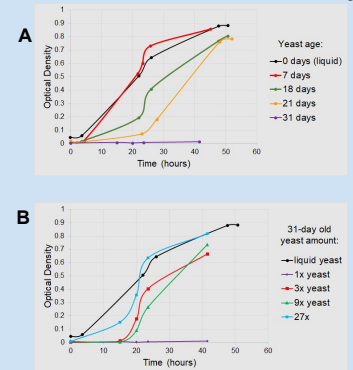 A
Optical Density
1
0.9
0.8
0.7
0.6
0.5
0.4
0.3
0.2
0.1
0
0 10 20 30 40 50 60
Time (hours)
Yeast age:
0 days (liquid)
7 days
18 days
21 days
31 days
B
Optical Density
1
0.9
0.8
0.7
0.6
0.5
0.4
0.3
0.2
0.1
0
0 10 20 30 40 50 60
Time (hours)
31-day old
yeast amount:
liquid yeast
1x yeast
3x yeast
9x yeast
27x